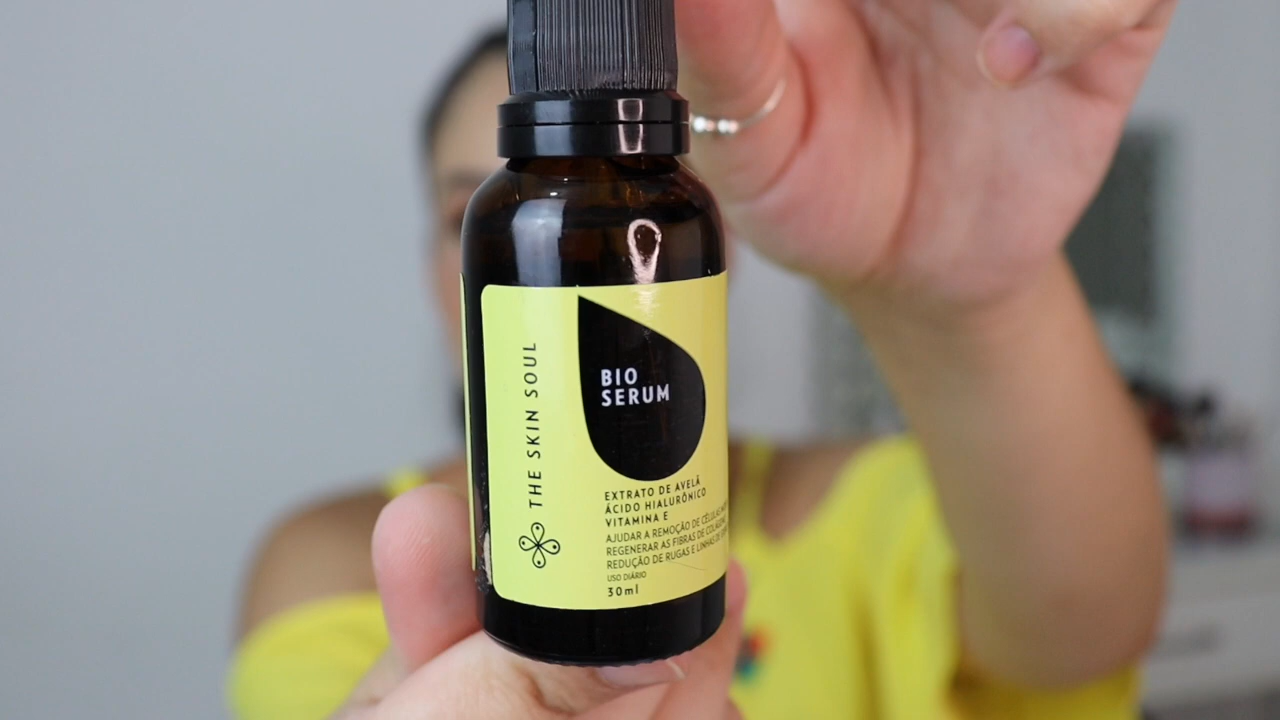 THE SKIN SOUL
BIO
SERUM
EXTRATO DE AVELÃ
ÁCIDO HIALURÔNICO
VITAMINA E
AJUDAR A REMOÇÃO DE CÉLULAS
REGENERAR AS FIBRAS DE
REDUÇÃO DE RUGAS E LINHAS DE
USO DIÁRIO
30ml